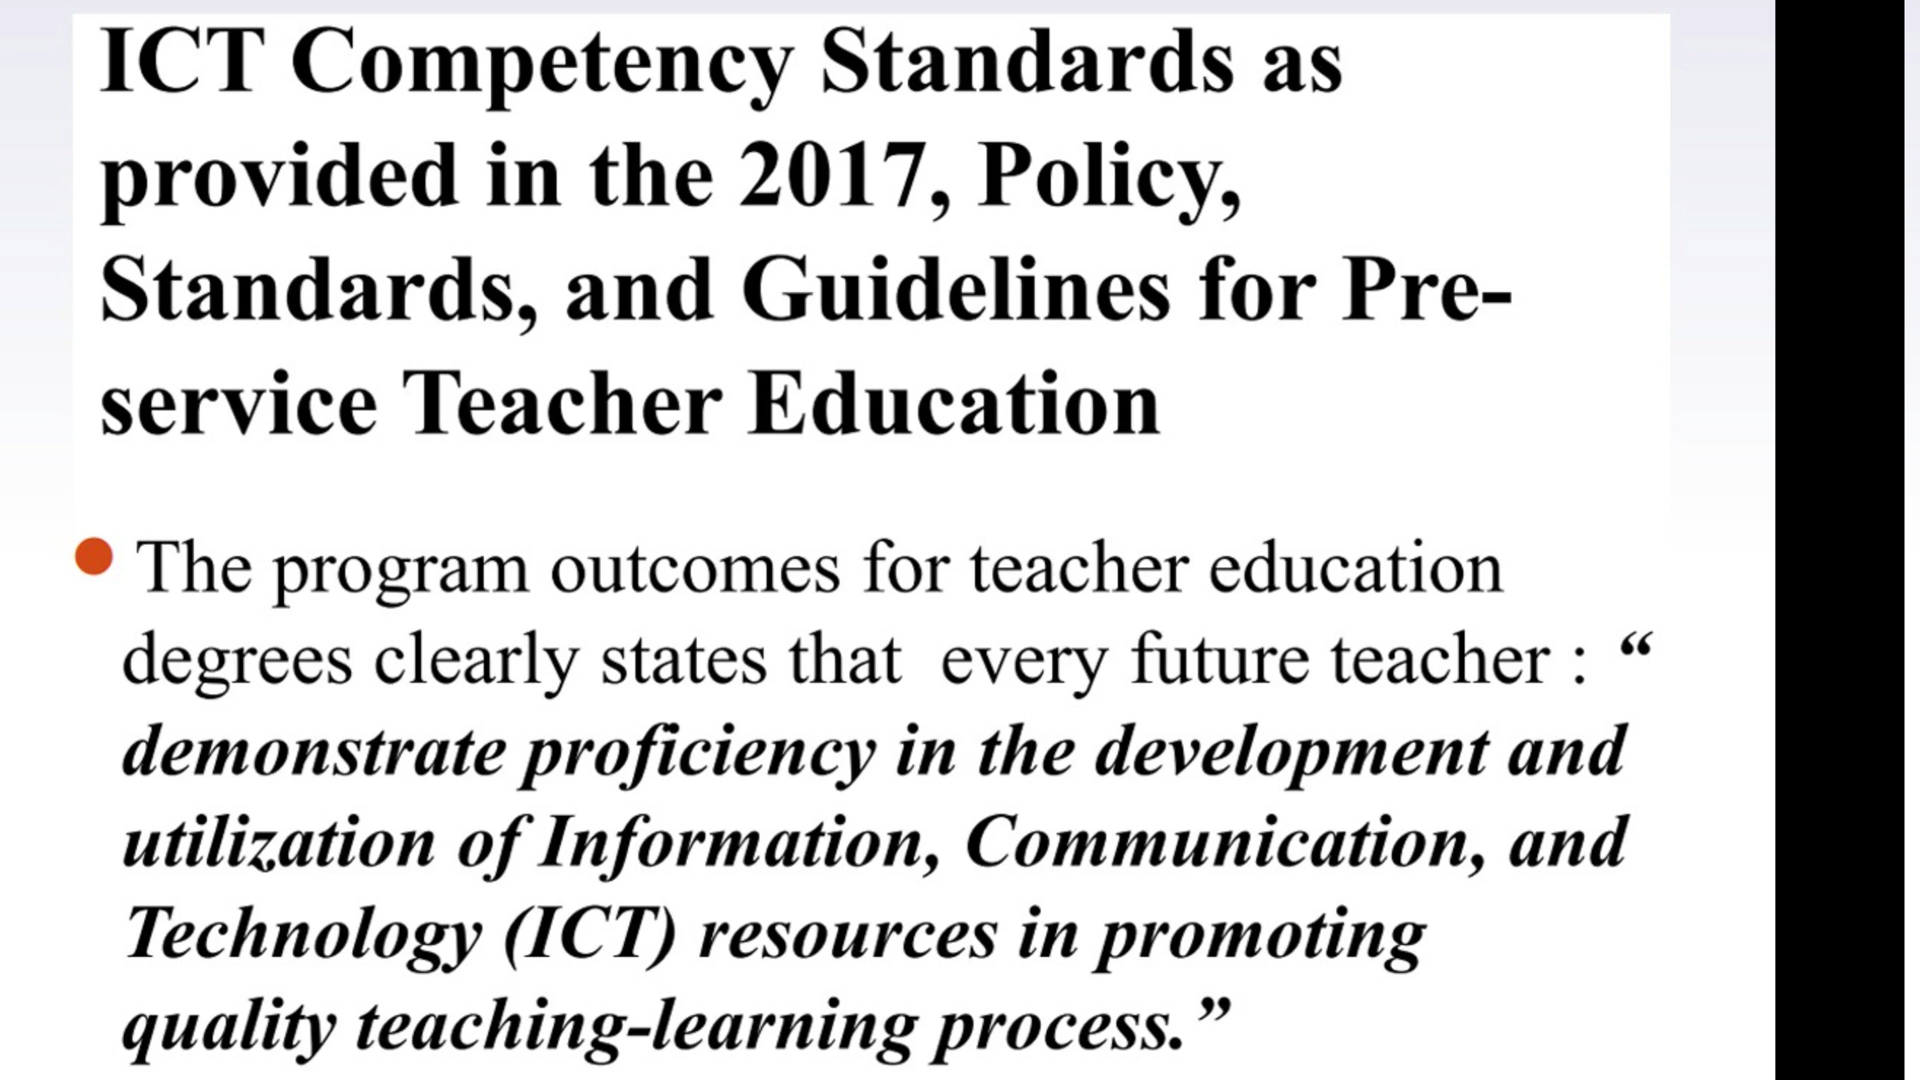 ICT Competency Standards as
provided in the 2017, Policy,
Standards, and Guidelines for Pre-
service Teacher Education
The program outcomes for teacher education
degrees clearly states that  every future teacher : “
demonstrate proficiency in the development and
utilization of Information, Communication, and
Technology (ICT) resources in promoting
quality teaching-learning process.”